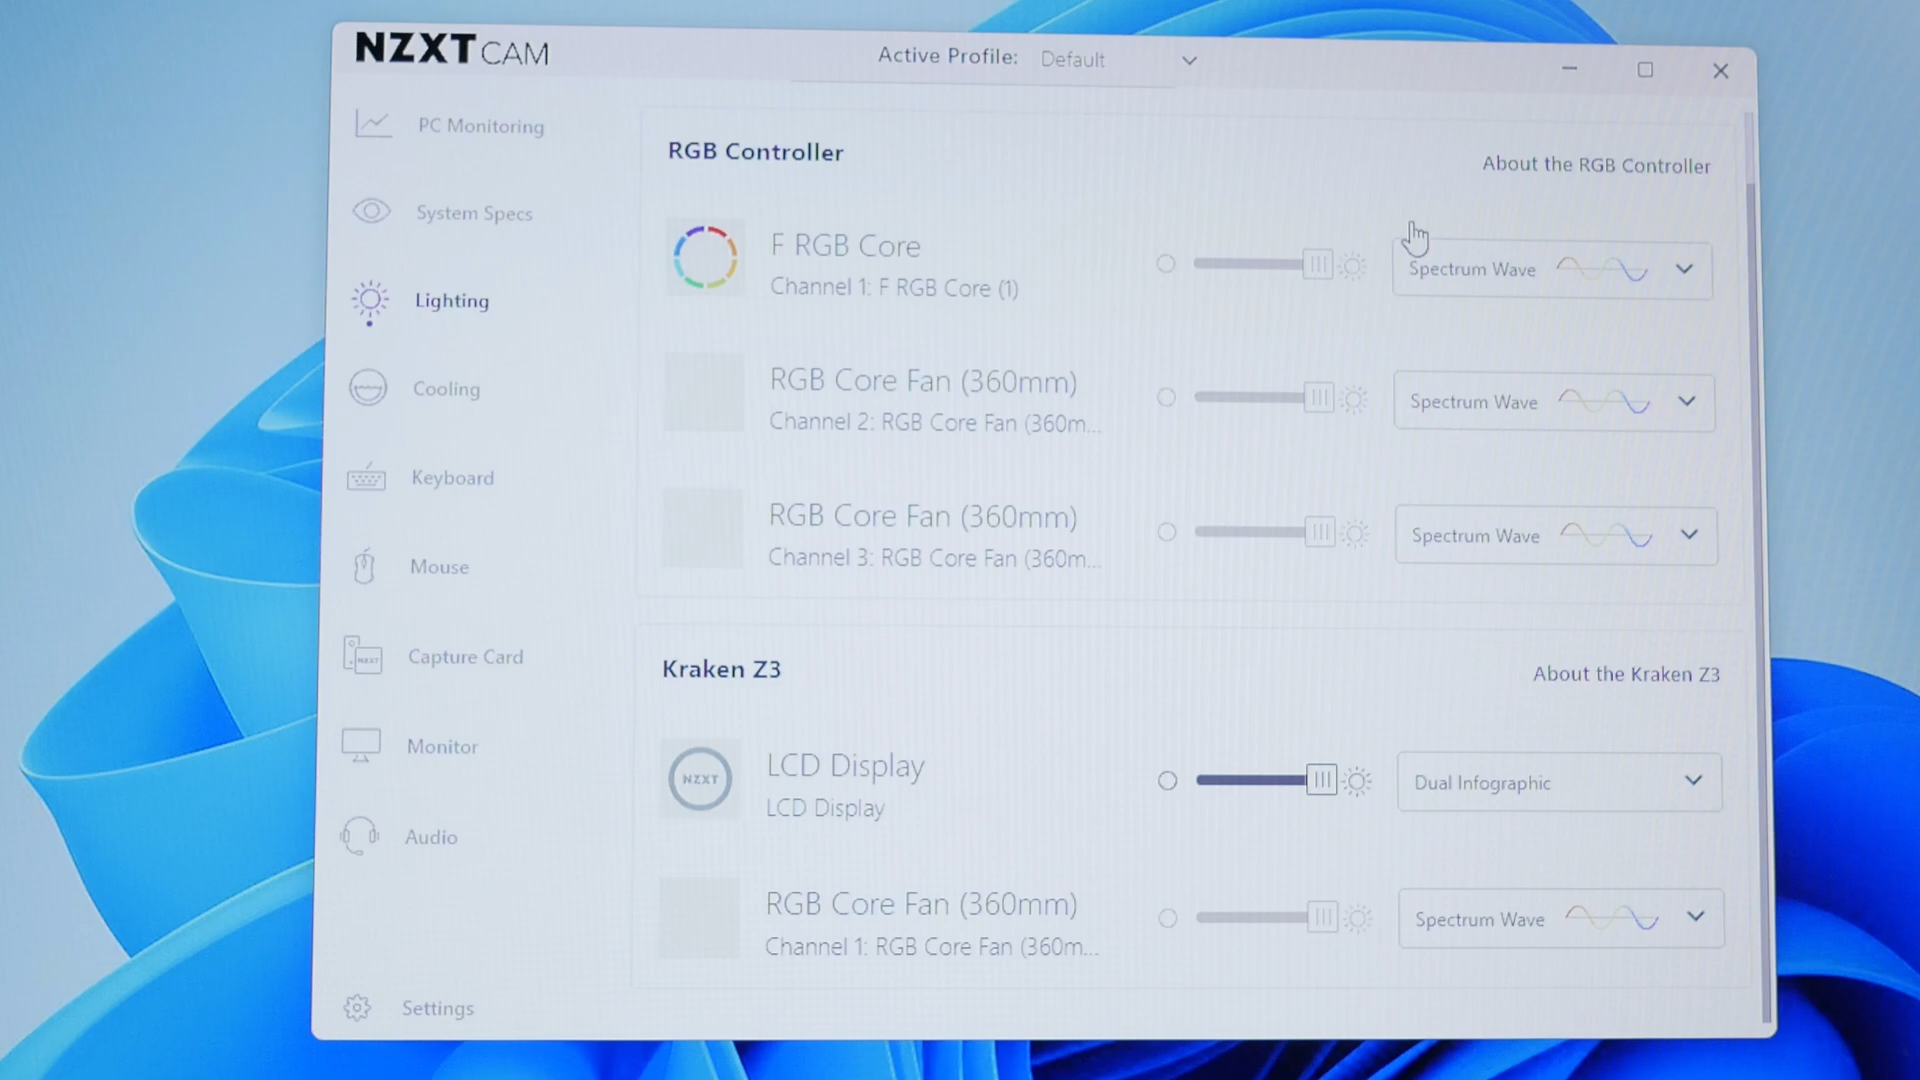 NZXT CAM
Active Profile: Default
PC Monitoring
System Specs
Lighting
Cooling
Keyboard
Mouse
NZXT
Capture Card
Monitor
Audio
Settings
RGB Controller
About the RGB Controller
F RGB Core
Channel 1: F RGB Core (1)
Spectrum Wave
RGB Core Fan (360mm)
Channel 2: RGB Core Fan (360m...
Spectrum Wave
RGB Core Fan (360mm)
Channel 3: RGB Core Fan (360m...
Spectrum Wave
Kraken Z3
About the Kraken Z3
NZXT
LCD Display
LCD Display
Dual Infographic
RGB Core Fan (360mm)
Channel 1: RGB Core Fan (360m...
Spectrum Wave